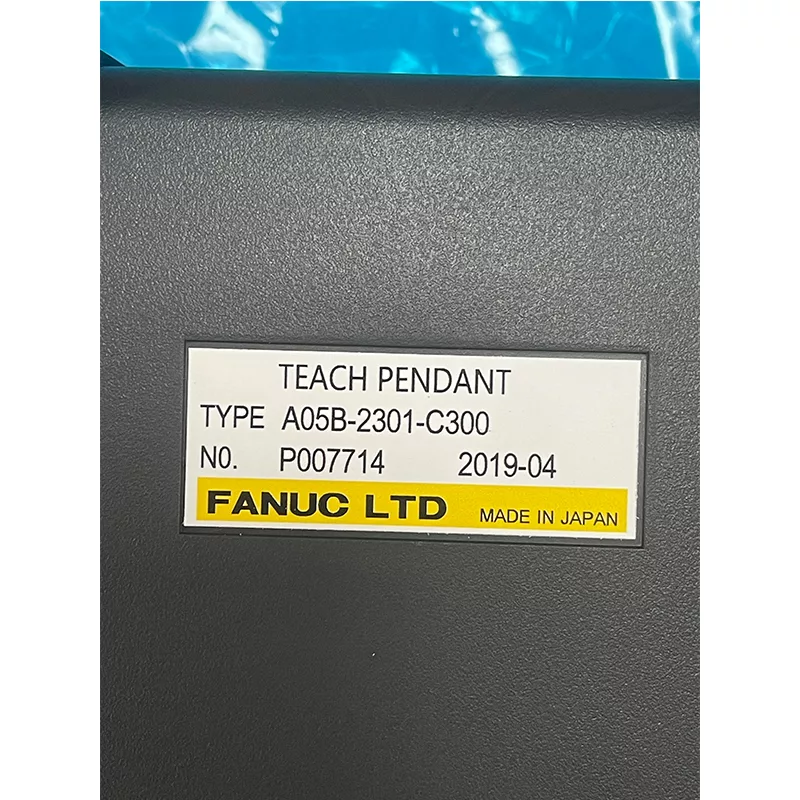 TEACH PENDANT
TYPE A05B-2301-C300
N0. P007714 2019-04
FANUC LTD MADE IN JAPAN